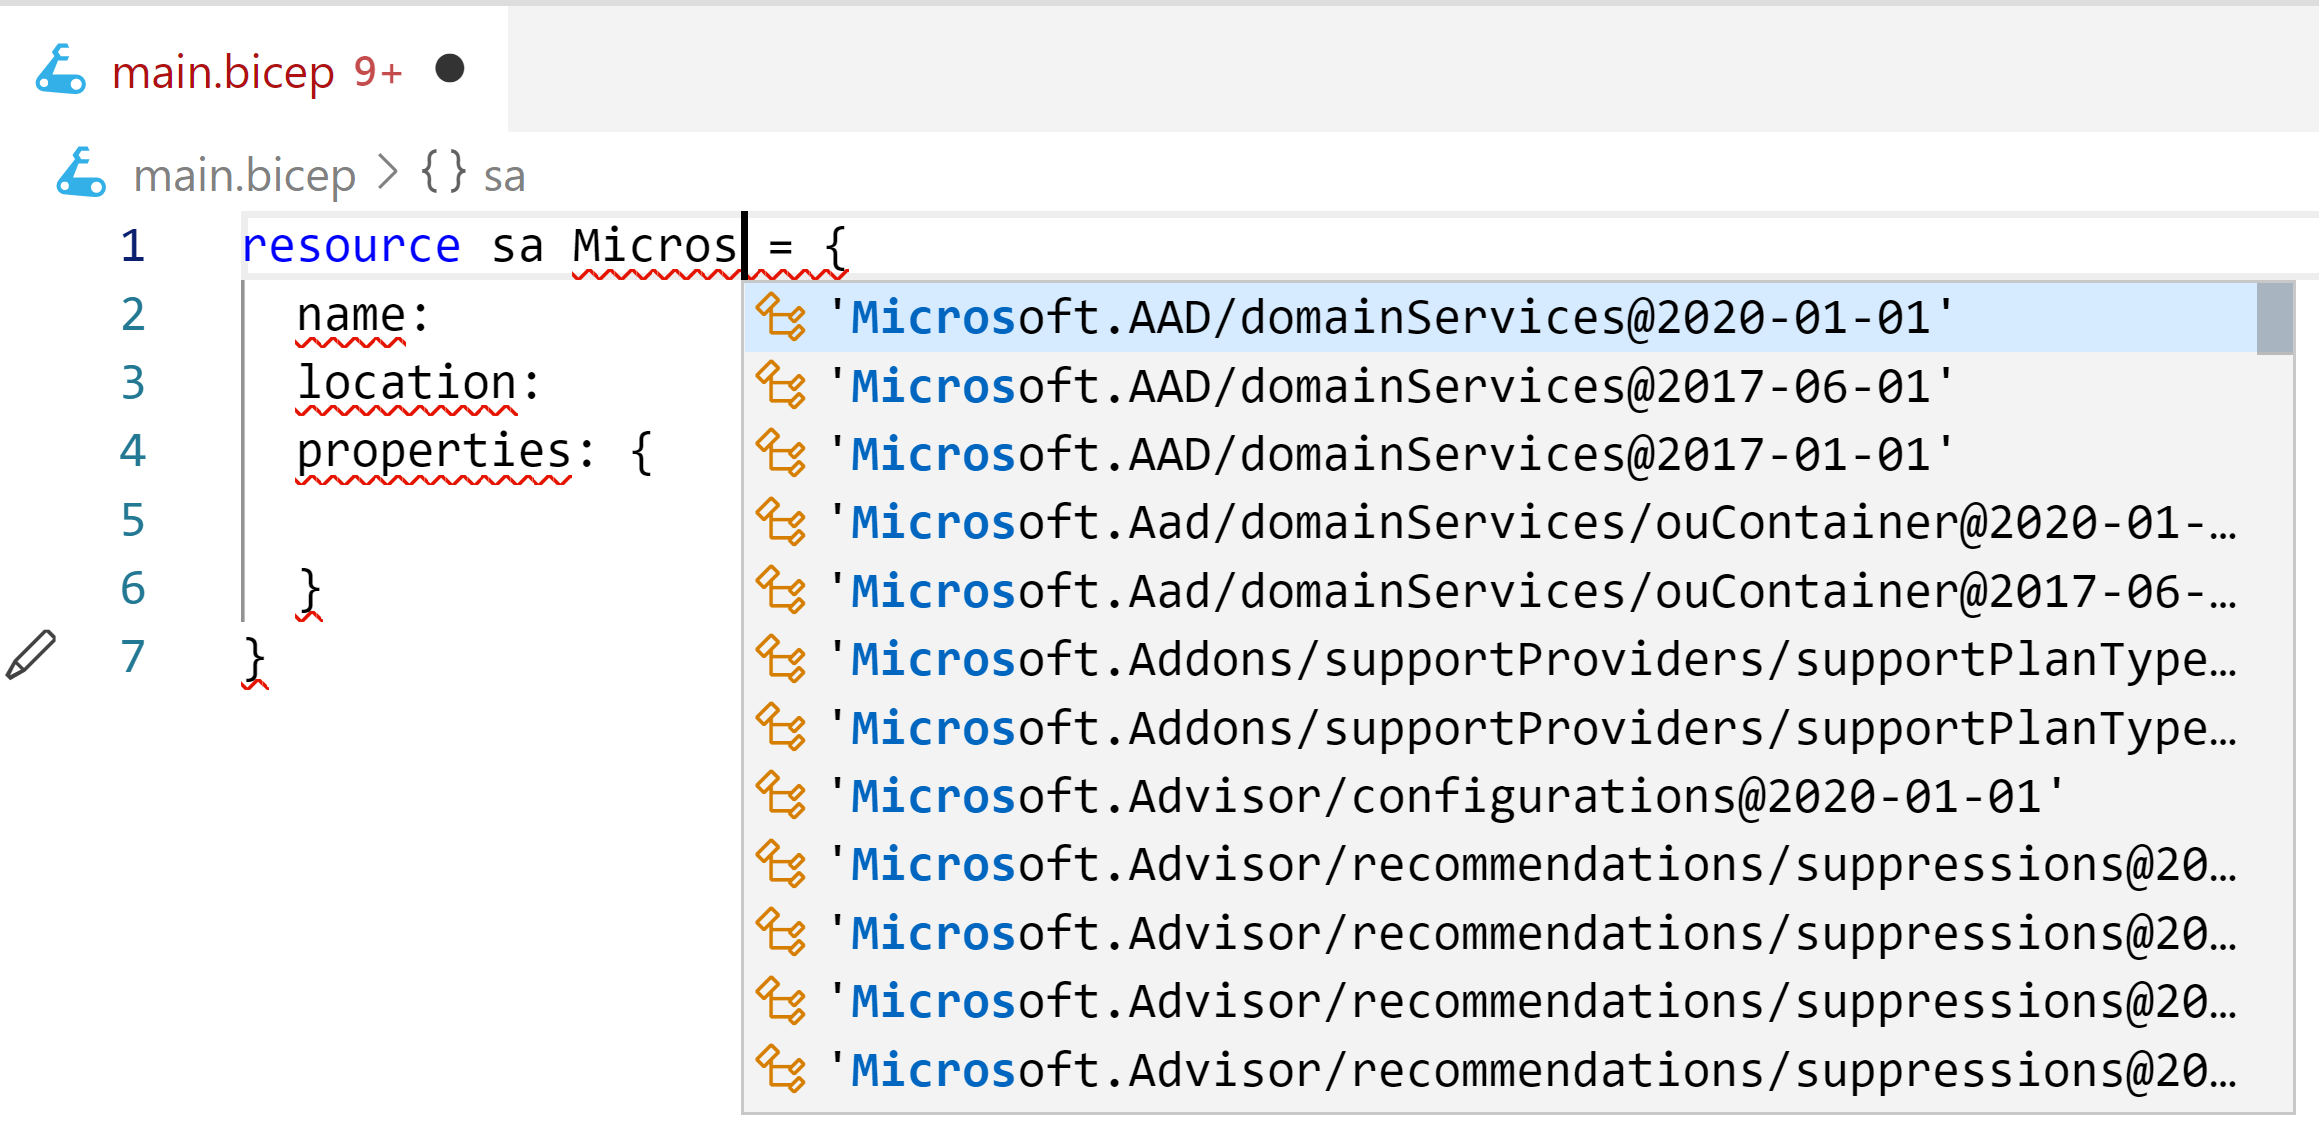 main.bicep 9+ ●
main.bicep > {} sa
1 resource sa Micros = {
2 name:
3 location:
4 properties: {
5
6 }
7 }
'Microsoft.AAD/domainServices@2020-01-01'
'Microsoft.AAD/domainServices@2017-06-01'
'Microsoft.AAD/domainServices@2017-01-01'
'Microsoft.Aad/domainServices/ouContainer@2020-01-…
'Microsoft.Aad/domainServices/ouContainer@2017-06-…
'Microsoft.Addons/supportProviders/supportPlanType…
'Microsoft.Addons/supportProviders/supportPlanType…
'Microsoft.Advisor/configurations@2020-01-01'
'Microsoft.Advisor/recommendations/suppressions@20…
'Microsoft.Advisor/recommendations/suppressions@20…
'Microsoft.Advisor/recommendations/suppressions@20…
'Microsoft.Advisor/recommendations/suppressions@20…